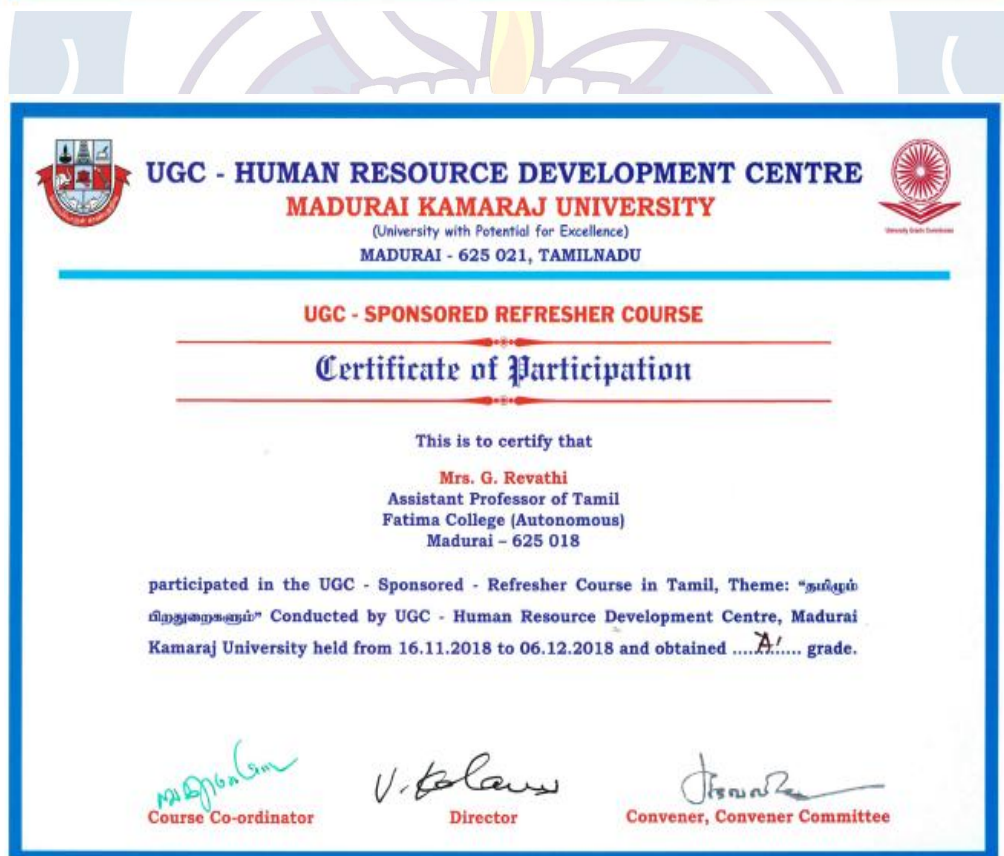 UGC - HUMAN RESOURCE DEVELOPMENT CENTRE
MADURAI KAMARAJ UNIVERSITY
(University with Potential for Excellence)
MADURAI - 625 021, TAMILNADU
University Grants Commission
UGC - SPONSORED REFRESHER COURSE
Certificate of Participation
This is to certify that
Mrs. G. Revathi
Assistant Professor of Tamil
Fatima College (Autonomous)
Madurai – 625 018
participated in the UGC - Sponsored - Refresher Course in Tamil, Theme: “தமிழும்
பிறதுறைகளும்” Conducted by UGC - Human Resource Development Centre, Madurai
Kamaraj University held from 16.11.2018 to 06.12.2018 and obtained .....'A'..... grade.
Course Co-ordinator
Director
Convener, Convener Committee